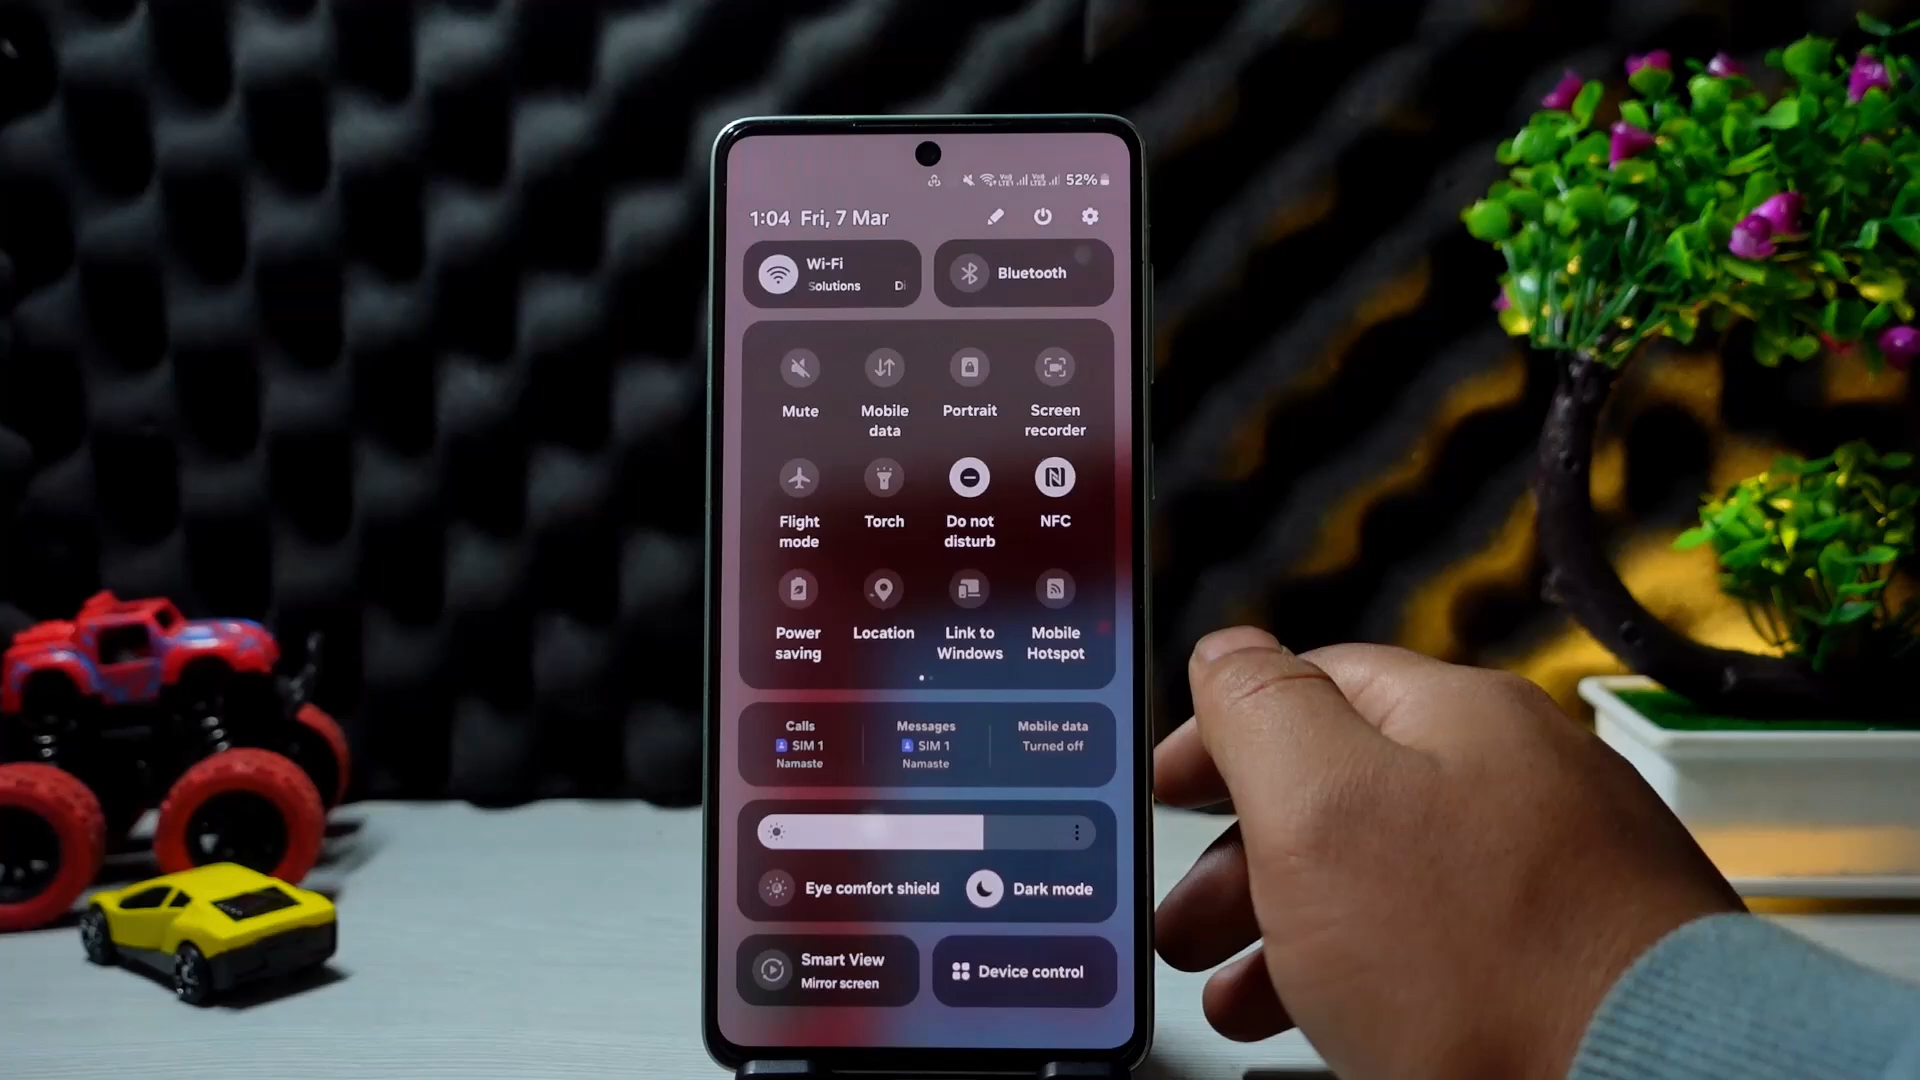 52%
1:04 Fri, 7 Mar
Wi-Fi
Solutions
Di
Bluetooth
Mute
Mobile
data
Portrait
Screen
recorder
Flight
mode
Torch
Do not
disturb
NFC
Power
saving
Location
Link to
Windows
Mobile
Hotspot
Calls
SIM 1
Namaste
Messages
SIM 1
Namaste
Mobile data
Turned off
Eye comfort shield
Dark mode
Smart View
Mirror screen
Device control